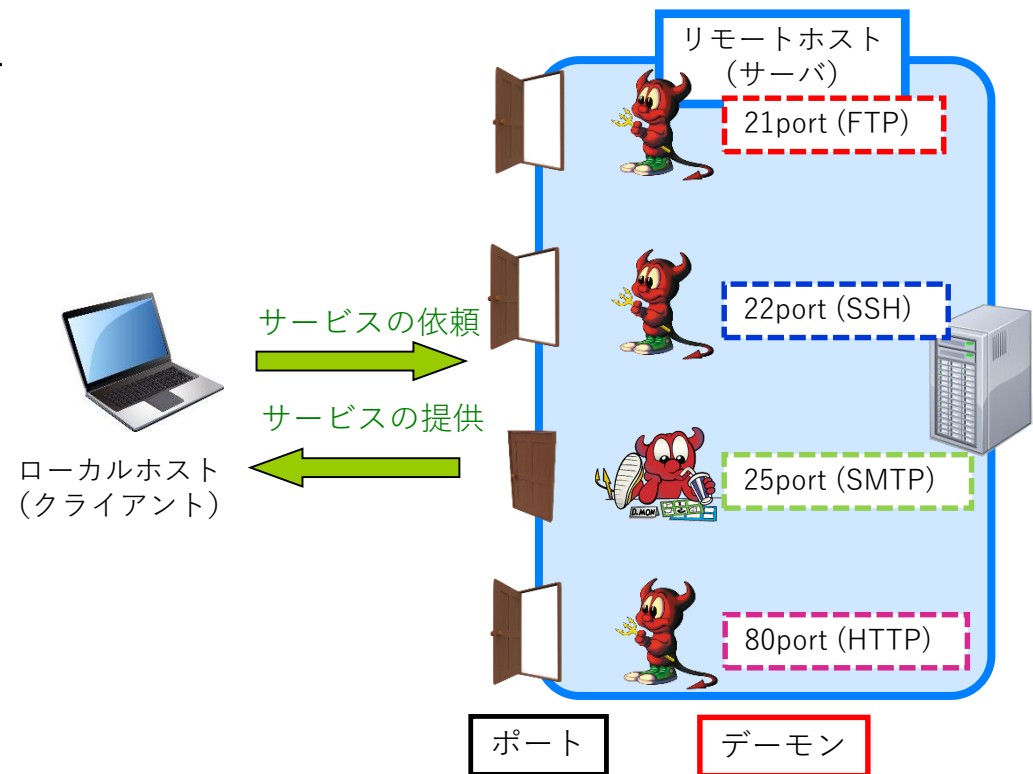 リモートホスト
(サーバ)
21port (FTP)
22port (SSH)
サービスの依頼
サービスの提供
ローカルホスト
(クライアント)
D.MON
25port (SMTP)
80port (HTTP)
ポート
デーモン